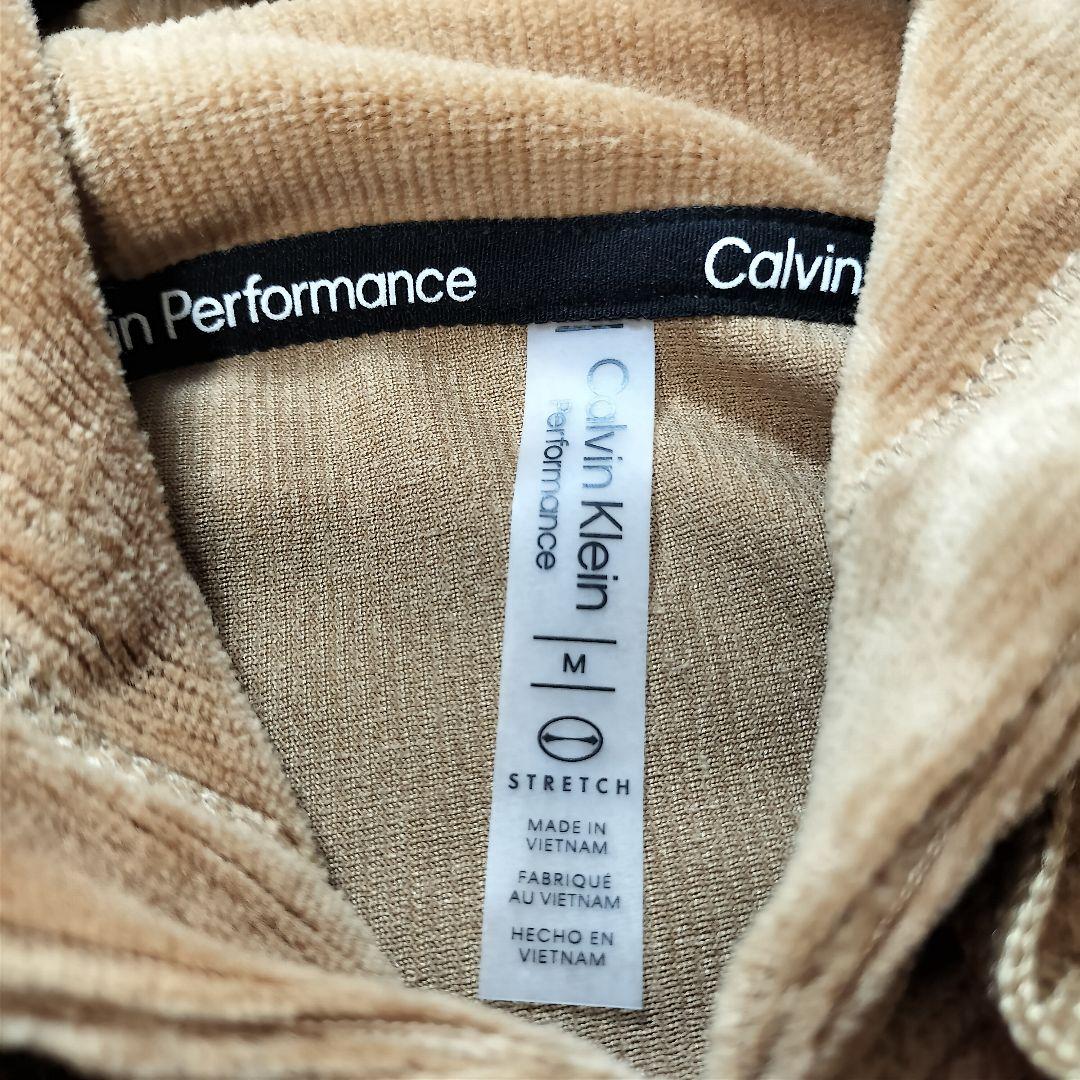 in Performance
Calvin
Calvin Klein
Performance
M
STRETCH
MADE IN
VIETNAM
FABRIQUÉ
AU VIETNAM
HECHO EN
VIETNAM